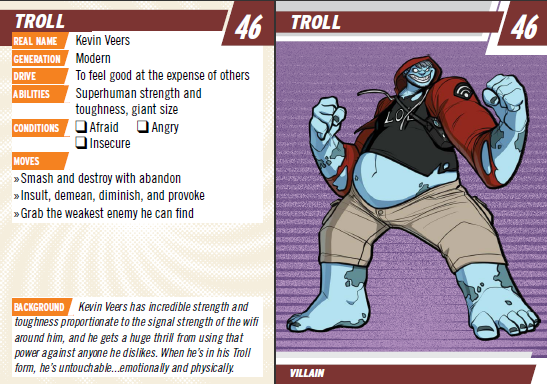 TROLL
46
REAL NAME Kevin Veers
GENERATION Modern
DRIVE To feel good at the expense of others
ABILITIES Superhuman strength and
toughness, giant size
CONDITIONS ❑ Afraid ❑ Angry
❑ Insecure
MOVES
»Smash and destroy with abandon
»Insult, demean, diminish, and provoke
»Grab the weakest enemy he can find
BACKGROUND Kevin Veers has incredible strength and
toughness proportionate to the signal strength of the wifi
around him, and he gets a huge thrill from using that
power against anyone he dislikes. When he's in his Troll
form, he's untouchable...emotionally and physically.
TROLL
46
LOL
VILLAIN